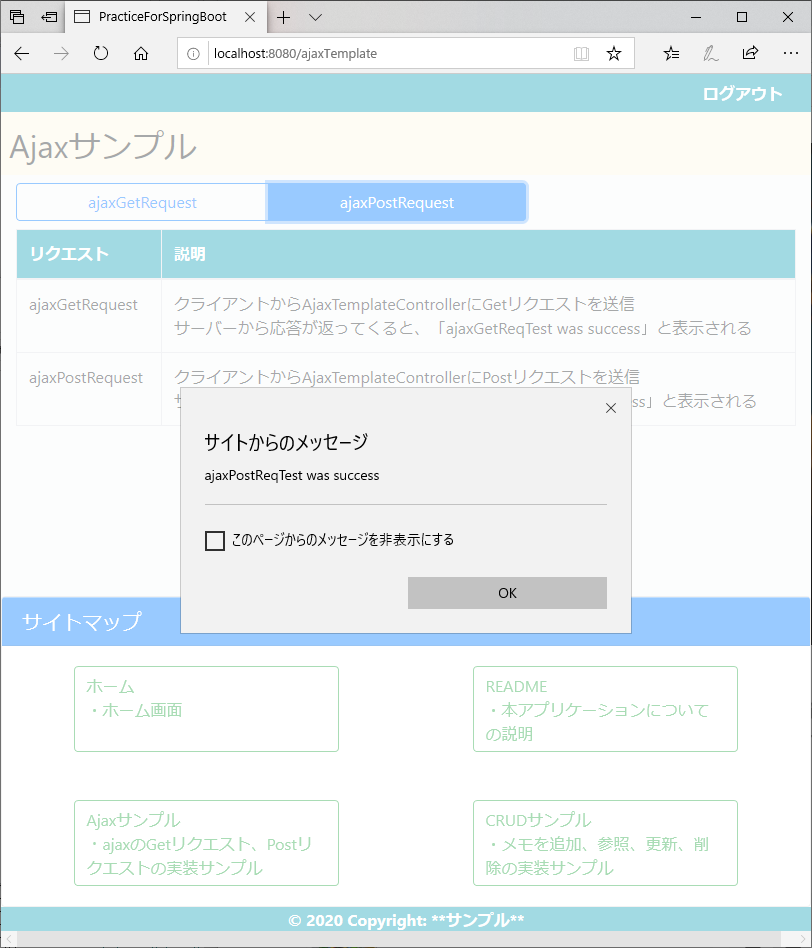 PracticeForSpringBoot
localhost:8080/ajaxTemplate
ログアウト
Ajaxサンプル
ajaxGetRequest
ajaxPostRequest
リクエスト 説明
ajaxGetRequest クライアントからAjaxTemplateControllerにGetリクエストを送信
サーバーから応答が返ってくると、「ajaxGetReqTest was success」と表示される
ajaxPostRequest クライアントからAjaxTemplateControllerにPostリクエストを送信
ss」と表示される
サイトからのメッセージ
ajaxPostReqTest was success
このページからのメッセージを非表示にする
OK
サイトマップ
ホーム
・ホーム画面
README
・本アプリケーションについて
の説明
Ajaxサンプル
・ajaxのGetリクエスト、Postリ
クエストの実装サンプル
CRUDサンプル
・メモを追加、参照、更新、削
除の実装サンプル
© 2020 Copyright: **サンプル**